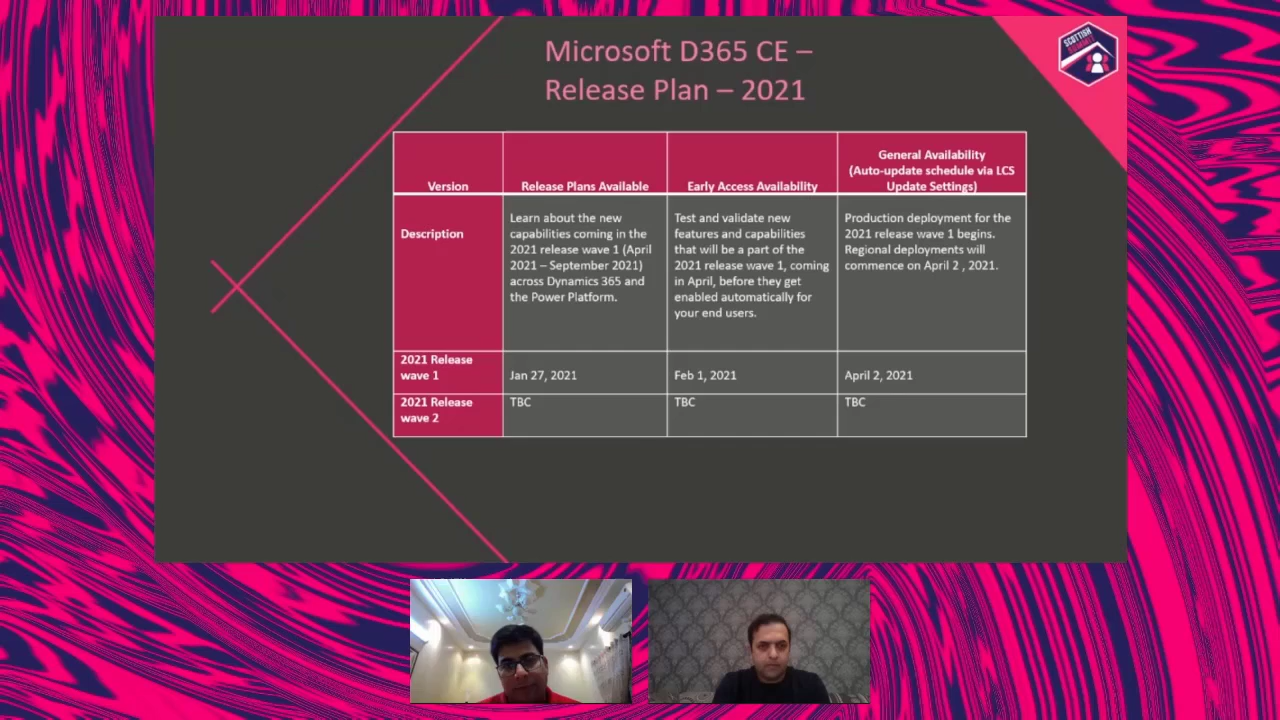 Microsoft D365 CE –
Release Plan – 2021
SCOTTISH
SUMMIT
Version
Release Plans Available
Early Access Availability
General Availability
(Auto-update schedule via LCS
Update Settings)
Description
Learn about the new
capabilities coming in the
2021 release wave 1 (April
2021 – September 2021)
across Dynamics 365 and
the Power Platform.
Test and validate new
features and capabilities
that will be a part of the
2021 release wave 1, coming
in April, before they get
enabled automatically for
your end users.
Production deployment for the
2021 release wave 1 begins.
Regional deployments will
commence on April 2 , 2021.
2021 Release
wave 1
Jan 27, 2021
Feb 1, 2021
April 2, 2021
2021 Release
wave 2
TBC
TBC
TBC